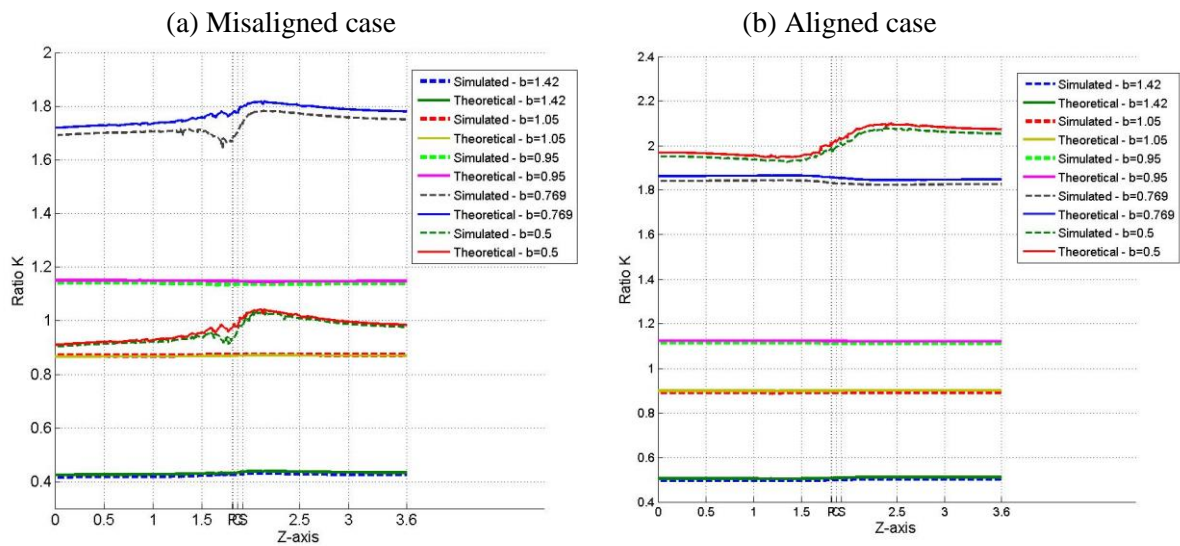 (a) Misaligned case
2
1.8
1.6
1.4
1.2
1
0.8
0.6
0.4
Ratio K
0 0.5 1 1.5 2.5 3 3.6
Z-axis
Simulated - b=1.42
Theoretical - b=1.42
Simulated - b=1.05
Theoretical - b=1.05
Simulated - b=0.95
Theoretical - b=0.95
Simulated - b=0.769
Theoretical - b=0.769
Simulated - b=0.5
Theoretical - b=0.5
(b) Aligned case
2.4
2.2
2
1.8
1.6
1.4
1.2
1
0.8
0.6
0.4
Ratio K
0 0.5 1 1.5 2.5 3 3.6
Z-axis
Simulated - b=1.42
Theoretical - b=1.42
Simulated - b=1.05
Theoretical - b=1.05
Simulated - b=0.95
Theoretical - b=0.95
Simulated - b=0.769
Theoretical - b=0.769
Simulated - b=0.5
Theoretical - b=0.5